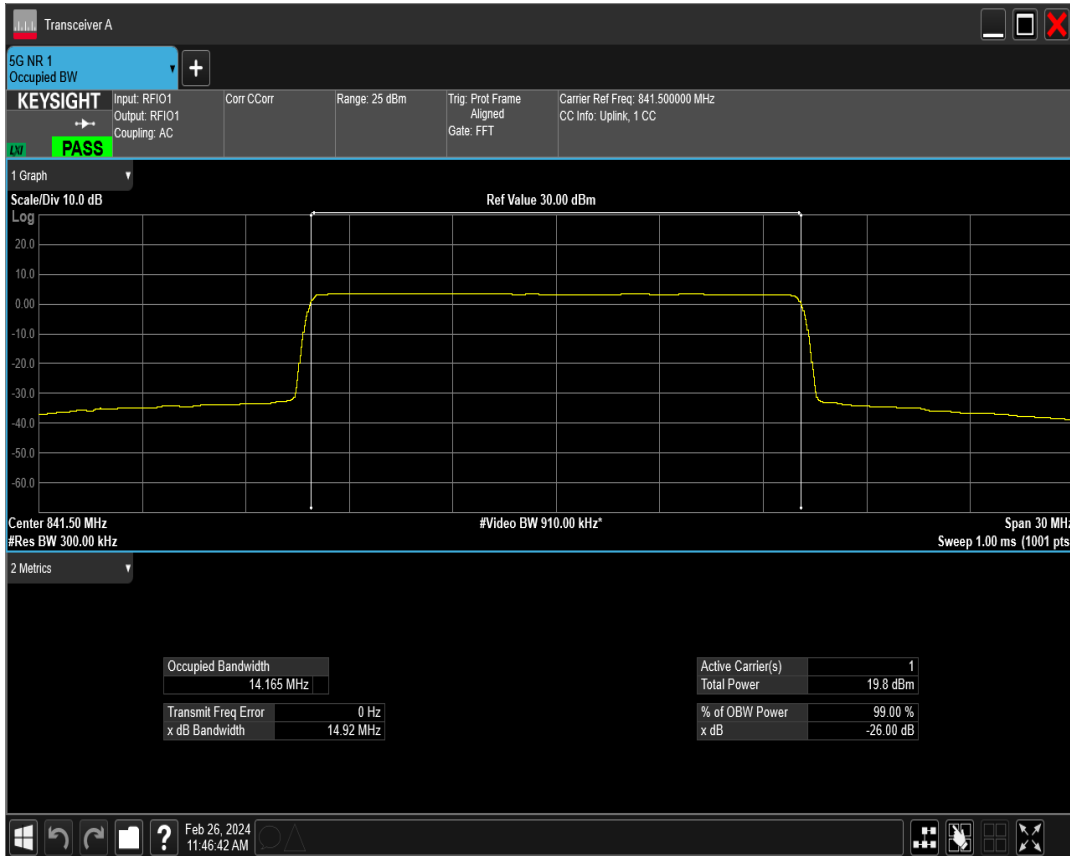 Transceiver A
5G NR 1
Occupied BW
KEYSIGHT
LXI
PASS
Input: RFIO1
Output: RFIO1
Coupling: AC
Corr CCorr
Range: 25 dBm
Trig: Prot Frame
Aligned
Gate: FFT
Carrier Ref Freq: 841.500000 MHz
CC Info: Uplink, 1 CC
1 Graph
Scale/Div 10.0 dB
Ref Value 30.00 dBm
Log
20.0
10.0
0.00
-10.0
-20.0
-30.0
-40.0
-50.0
-60.0
Center 841.50 MHz
#Video BW 910.00 kHz*
Span 30 MHz
#Res BW 300.00 kHz
Sweep 1.00 ms (1001 pts
2 Metrics
Occupied Bandwidth
14.165 MHz
Transmit Freq Error 0 Hz
x dB Bandwidth 14.92 MHz
Active Carrier(s) 1
Total Power 19.8 dBm
% of OBW Power 99.00 %
x dB -26.00 dB
?
Feb 26, 2024
11:46:42 AM